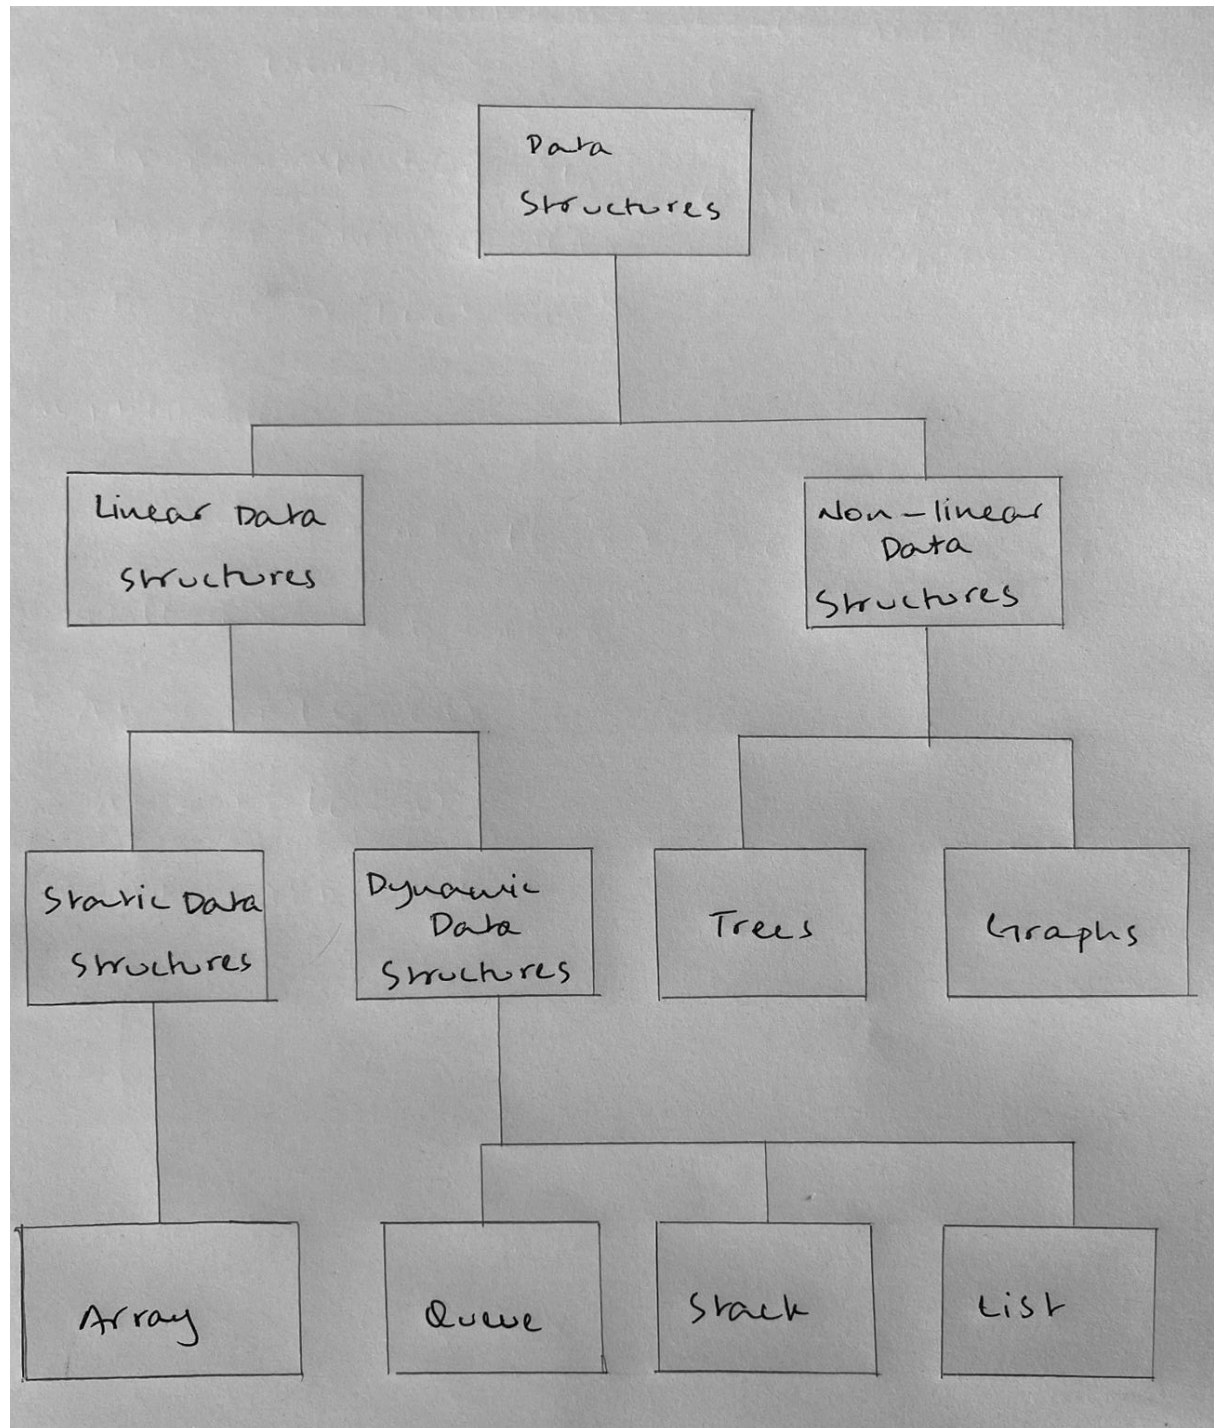 Data
Structures
Linear Data
Structures
Non-linear
Data
Structures
Static Data
Structures
Dynamic
Data
Structures
Trees
Graphs
Array
Queue
Stack
List